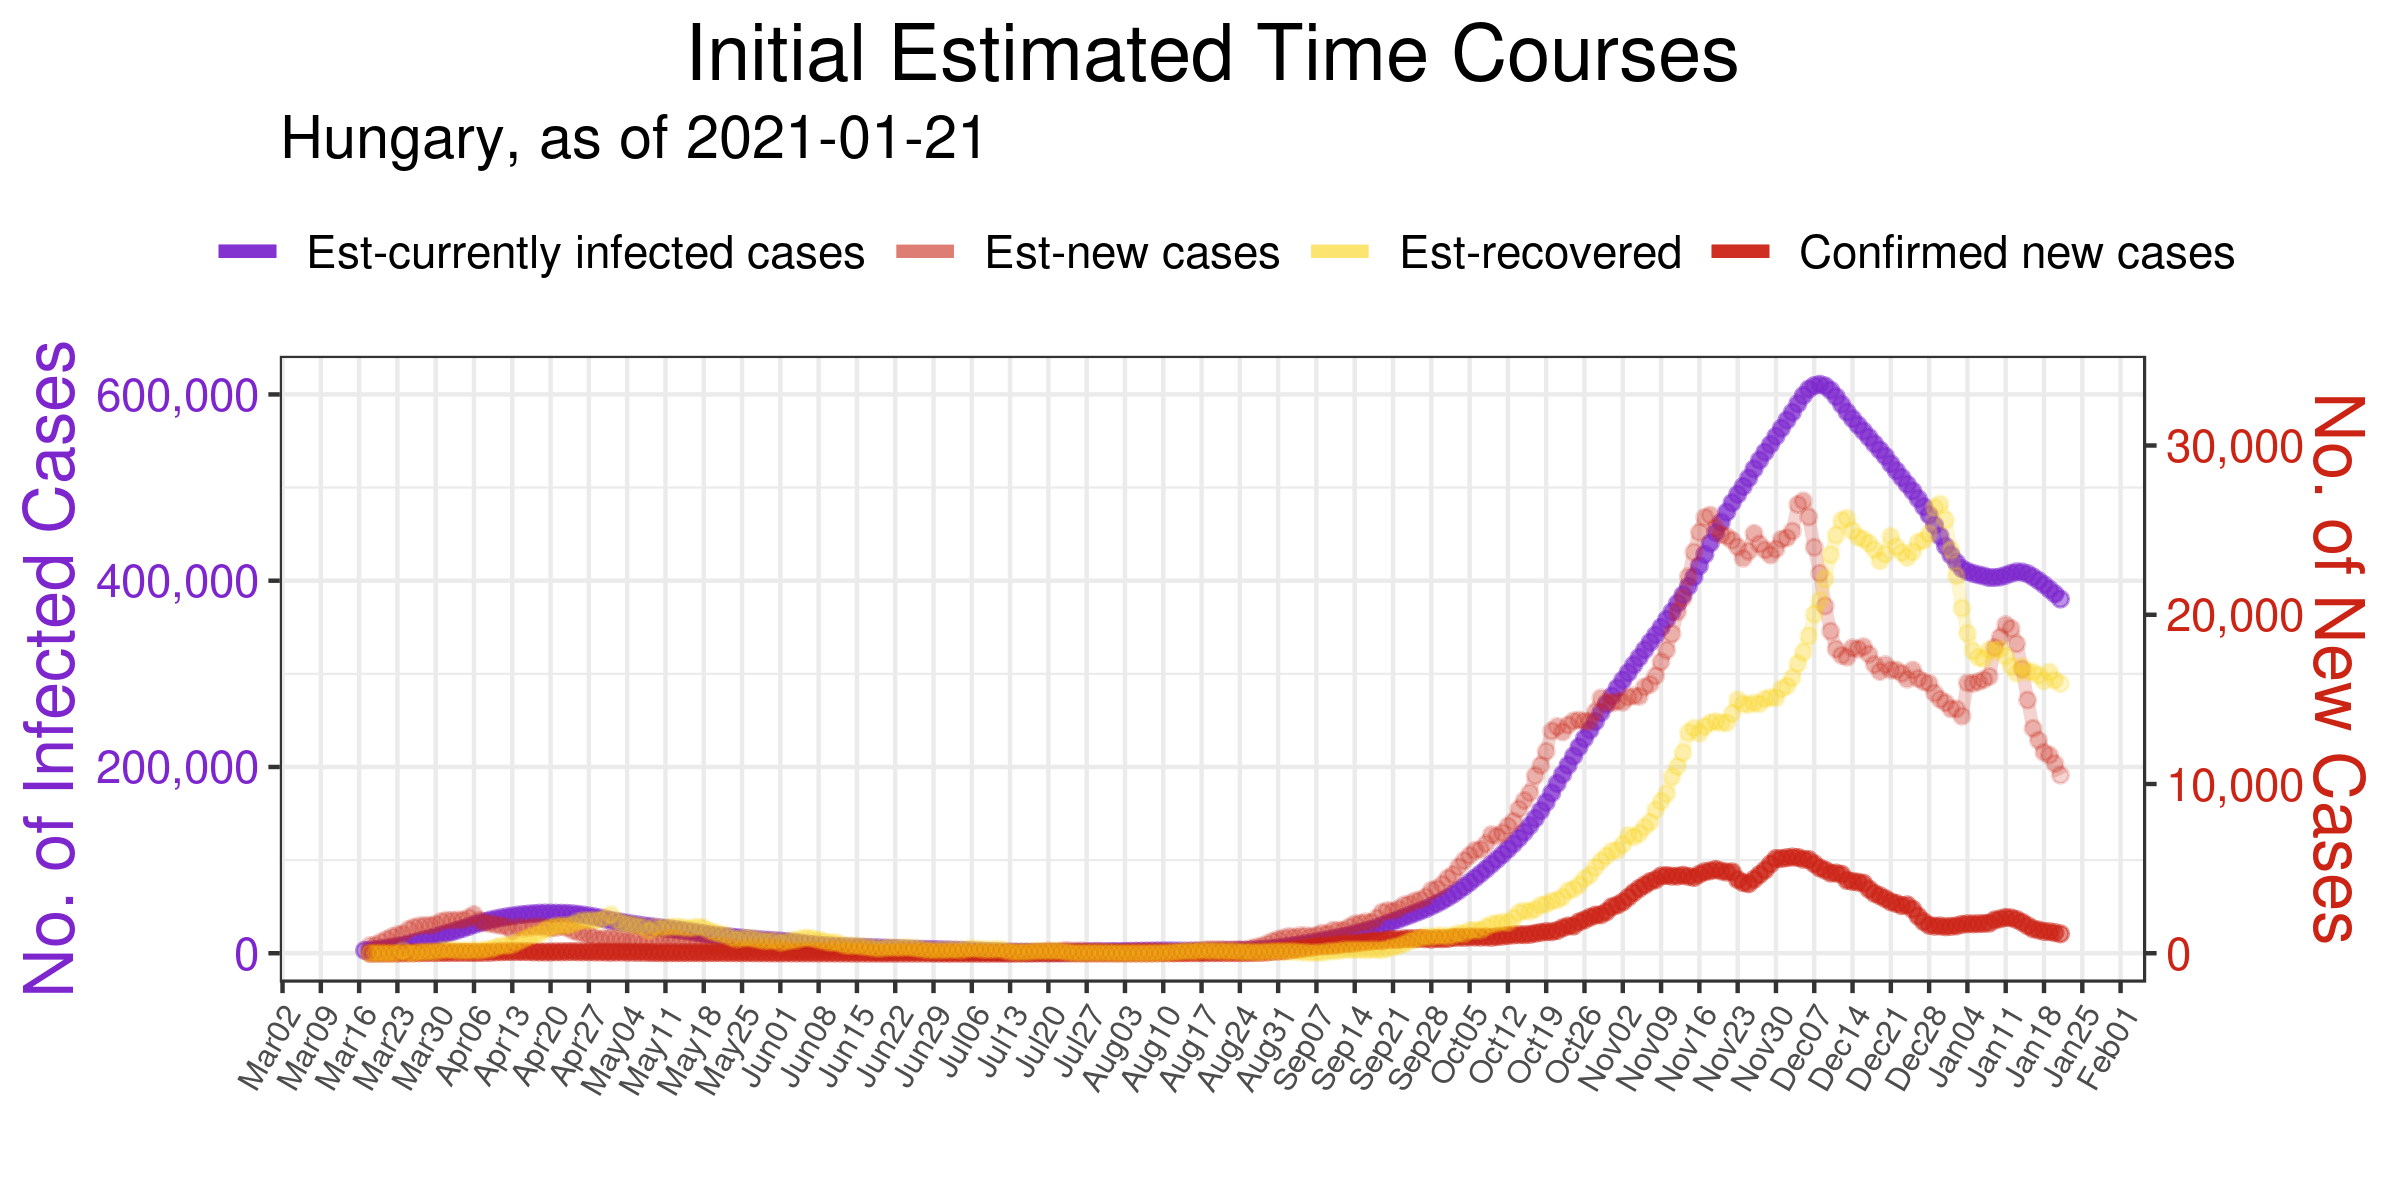 Initial Estimated Time Courses
Hungary, as of 2021-01-21
Est-currently infected cases Est-new cases Est-recovered Confirmed new cases
No. of Infected Cases
600,000
400,000
200,000
0
30,000
20,000
10,000
0
No. of New Cases
Mar02 Mar09 Mar16 Mar23 Mar30 Apr06 Apr13 Apr20 Apr27 May04 May11 May18 May25 Jun01 Jun08 Jun15 Jun22 Jun29 Jul06 Jul13 Jul20 Jul27 Aug03 Aug10 Aug17 Aug24 Aug31 Sep07 Sep14 Sep21 Sep28 Oct05 Oct12 Oct19 Oct26 Nov02 Nov09 Nov16 Nov23 Nov30 Dec07 Dec14 Dec21 Dec28 Jan04 Jan11 Jan18 Jan25 Feb01